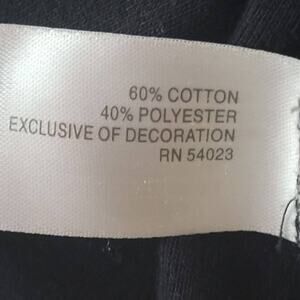 60% COTTON
40% POLYESTER
EXCLUSIVE OF DECORATION
RN 54023